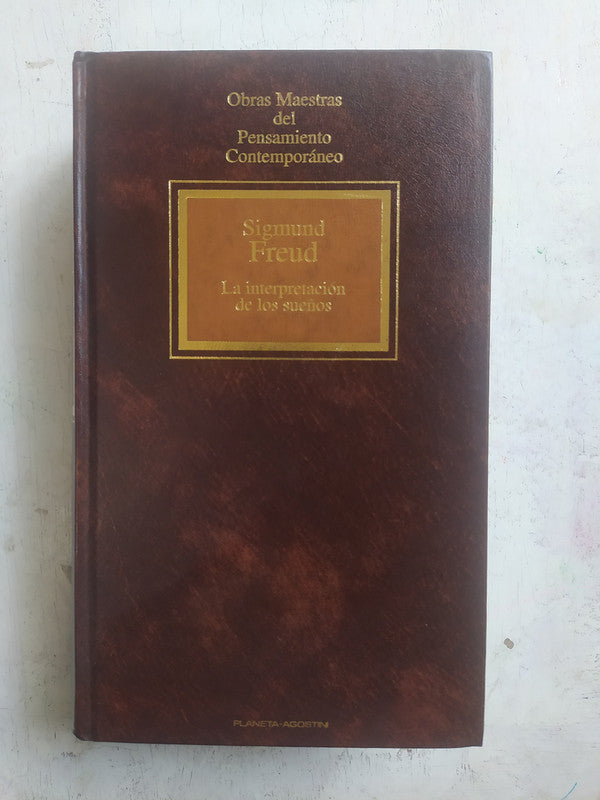 Obras Maestras
del
Pensamiento
Contemporáneo
Sigmund
Freud
La interpretación
de los sueños
PLANETA-AGOSTINI